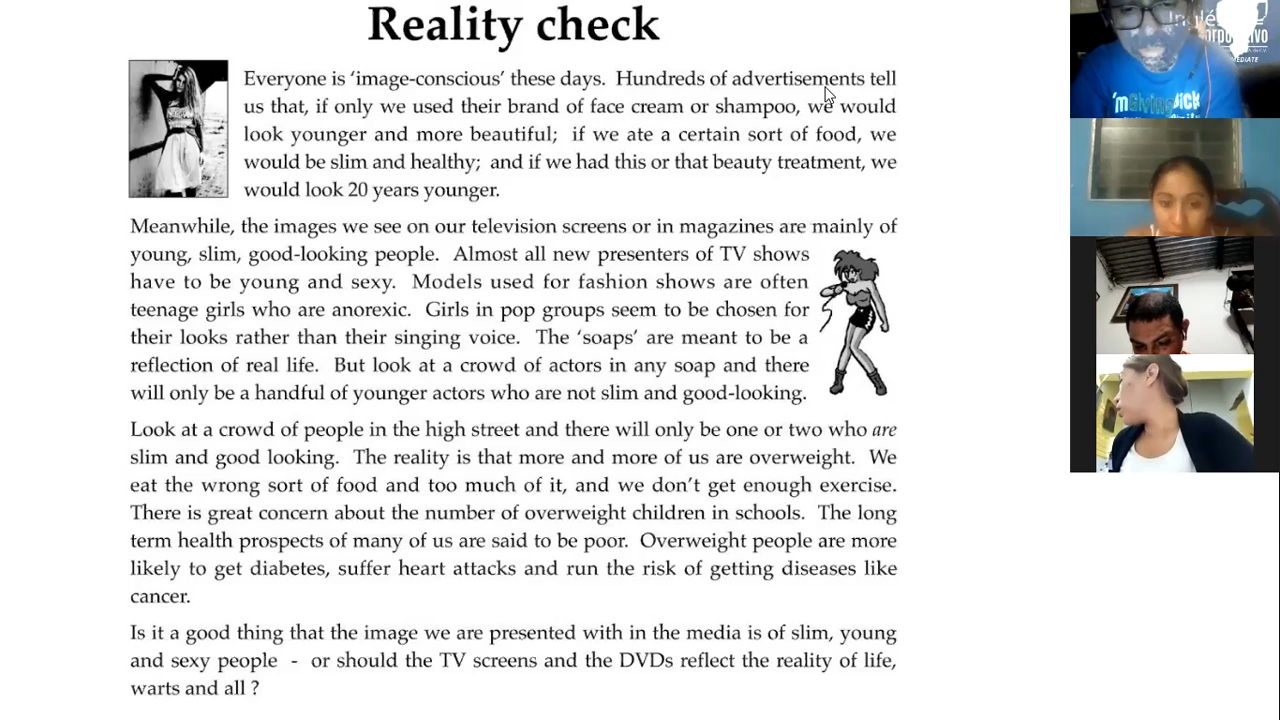 Reality check
Everyone is 'image-conscious' these days. Hundreds of advertisements tell
us that, if only we used their brand of face cream or shampoo, we would
look younger and more beautiful; if we ate a certain sort of food, we
would be slim and healthy; and if we had this or that beauty treatment, we
would look 20 years younger.
Meanwhile, the images we see on our television screens or in magazines are mainly of
young, slim, good-looking people. Almost all new presenters of TV shows
have to be young and sexy. Models used for fashion shows are often
teenage girls who are anorexic. Girls in pop groups seem to be chosen for
their looks rather than their singing voice. The 'soaps' are meant to be a
reflection of real life. But look at a crowd of actors in any soap and there
will only be a handful of younger actors who are not slim and good-looking.
Look at a crowd of people in the high street and there will only be one or two who are
slim and good looking. The reality is that more and more of us are overweight. We
eat the wrong sort of food and too much of it, and we don't get enough exercise.
There is great concern about the number of overweight children in schools. The long
term health prospects of many of us are said to be poor. Overweight people are more
likely to get diabetes, suffer heart attacks and run the risk of getting diseases like
cancer.
Is it a good thing that the image we are presented with in the media is of slim, young
and sexy people - or should the TV screens and the DVDs reflect the reality of life,
warts and all ?